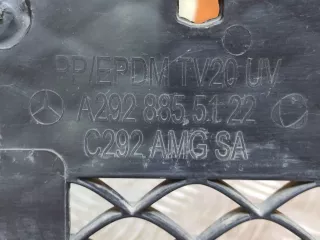 PP/EPDM TV20 UV
A292 885 51 22
C292 AMG SA